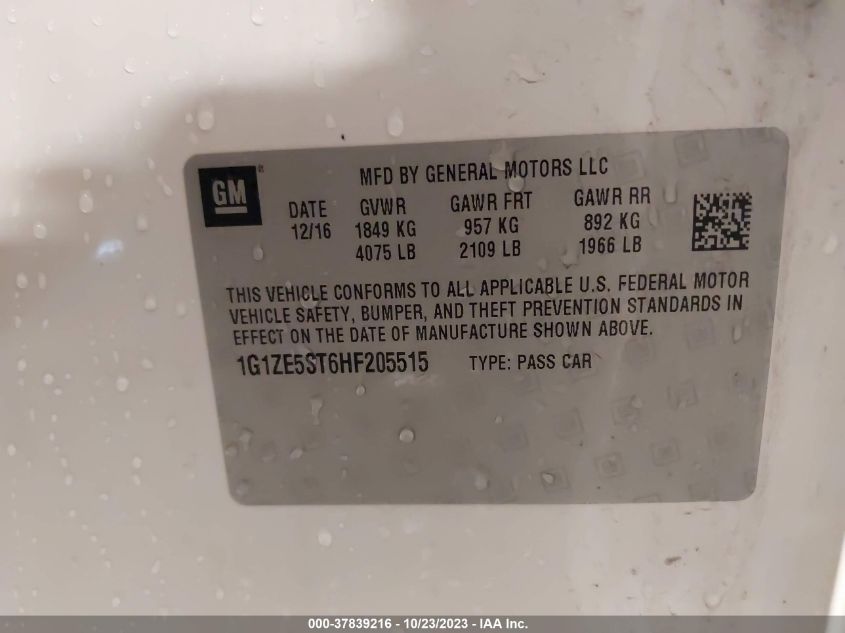 MFD BY GENERAL MOTORS LLC
GM
DATE GVWR GAWR FRT GAWR RR
12/16 1849 KG 957 KG 892 KG
4075 LB 2109 LB 1966 LB
THIS VEHICLE CONFORMS TO ALL APPLICABLE U.S. FEDERAL MOTOR
VEHICLE SAFETY, BUMPER, AND THEFT PREVENTION STANDARDS IN
EFFECT ON THE DATE OF MANUFACTURE SHOWN ABOVE.
1G1ZE5ST6HF205515 TYPE: PASS CAR
000-37839216 - 10/23/2023 - IAA Inc.